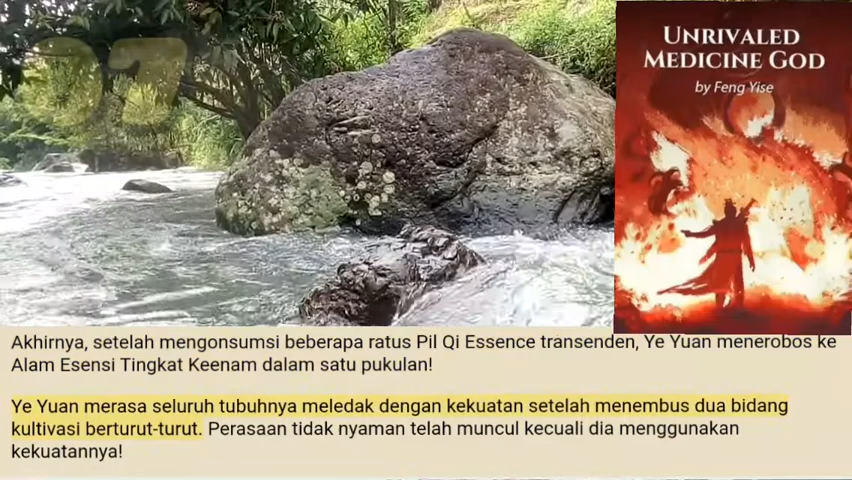 27
UNRIVALED
MEDICINE GOD
by Feng Yise
Akhirnya, setelah mengonsumsi beberapa ratus Pil Qi Essence transenden, Ye Yuan menerobos ke
Alam Esensi Tingkat Keenam dalam satu pukulan!
Ye Yuan merasa seluruh tubuhnya meledak dengan kekuatan setelah menembus dua bidang
kultivasi berturut-turut. Perasaan tidak nyaman telah muncul kecuali dia menggunakan
kekuatannya!